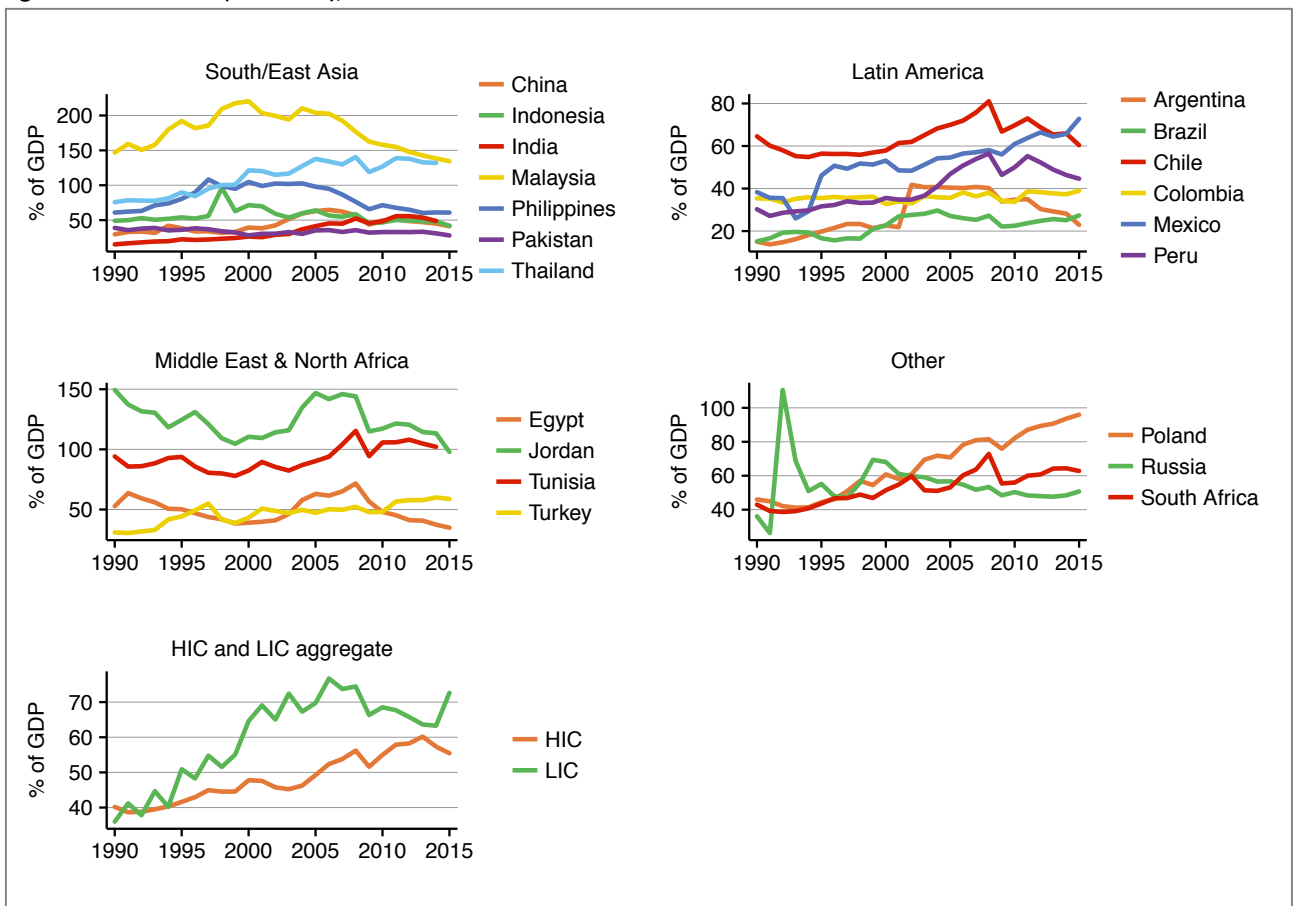 South/East Asia
% of GDP
200
150
100
50
1990 1995 2000 2005 2010 2015
China
Indonesia
India
Malaysia
Philippines
Pakistan
Thailand
Latin America
% of GDP
80
60
40
20
1990 1995 2000 2005 2010 2015
Argentina
Brazil
Chile
Colombia
Mexico
Peru
Middle East & North Africa
% of GDP
150
100
50
1990 1995 2000 2005 2010 2015
Egypt
Jordan
Tunisia
Turkey
Other
% of GDP
100
80
60
40
1990 1995 2000 2005 2010 2015
Poland
Russia
South Africa
HIC and LIC aggregate
% of GDP
70
60
50
40
1990 1995 2000 2005 2010 2015
HIC
LIC